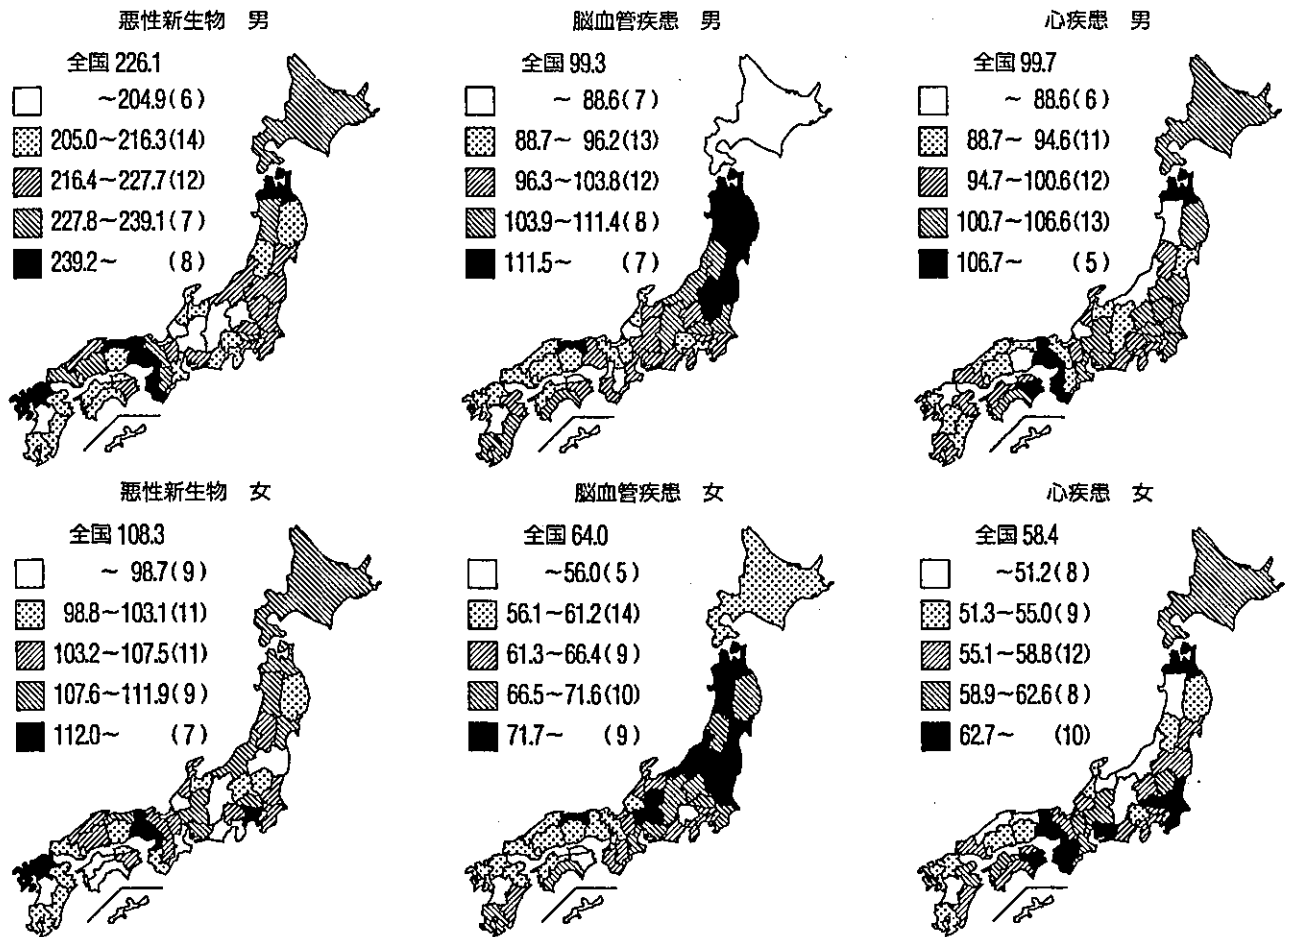 悪性新生物 男
全国 226.1
～204.9(6)
205.0～216.3(14)
216.4～227.7(12)
227.8～239.1(7)
239.2～ (8)
脳血管疾患 男
全国 99.3
～ 88.6(7)
88.7～ 96.2(13)
96.3～103.8(12)
103.9～111.4(8)
111.5～ (7)
心疾患 男
全国 99.7
～ 88.6(6)
88.7～ 94.6(11)
94.7～100.6(12)
100.7～106.6(13)
106.7～ (5)
悪性新生物 女
全国 108.3
～ 98.7(9)
98.8～103.1(11)
103.2～107.5(11)
107.6～111.9(9)
112.0～ (7)
脳血管疾患 女
全国 64.0
～56.0(5)
56.1～61.2(14)
61.3～66.4(9)
66.5～71.6(10)
71.7～ (9)
心疾患 女
全国 58.4
～51.2(8)
51.3～55.0(9)
55.1～58.8(12)
58.9～62.6(8)
62.7～ (10)